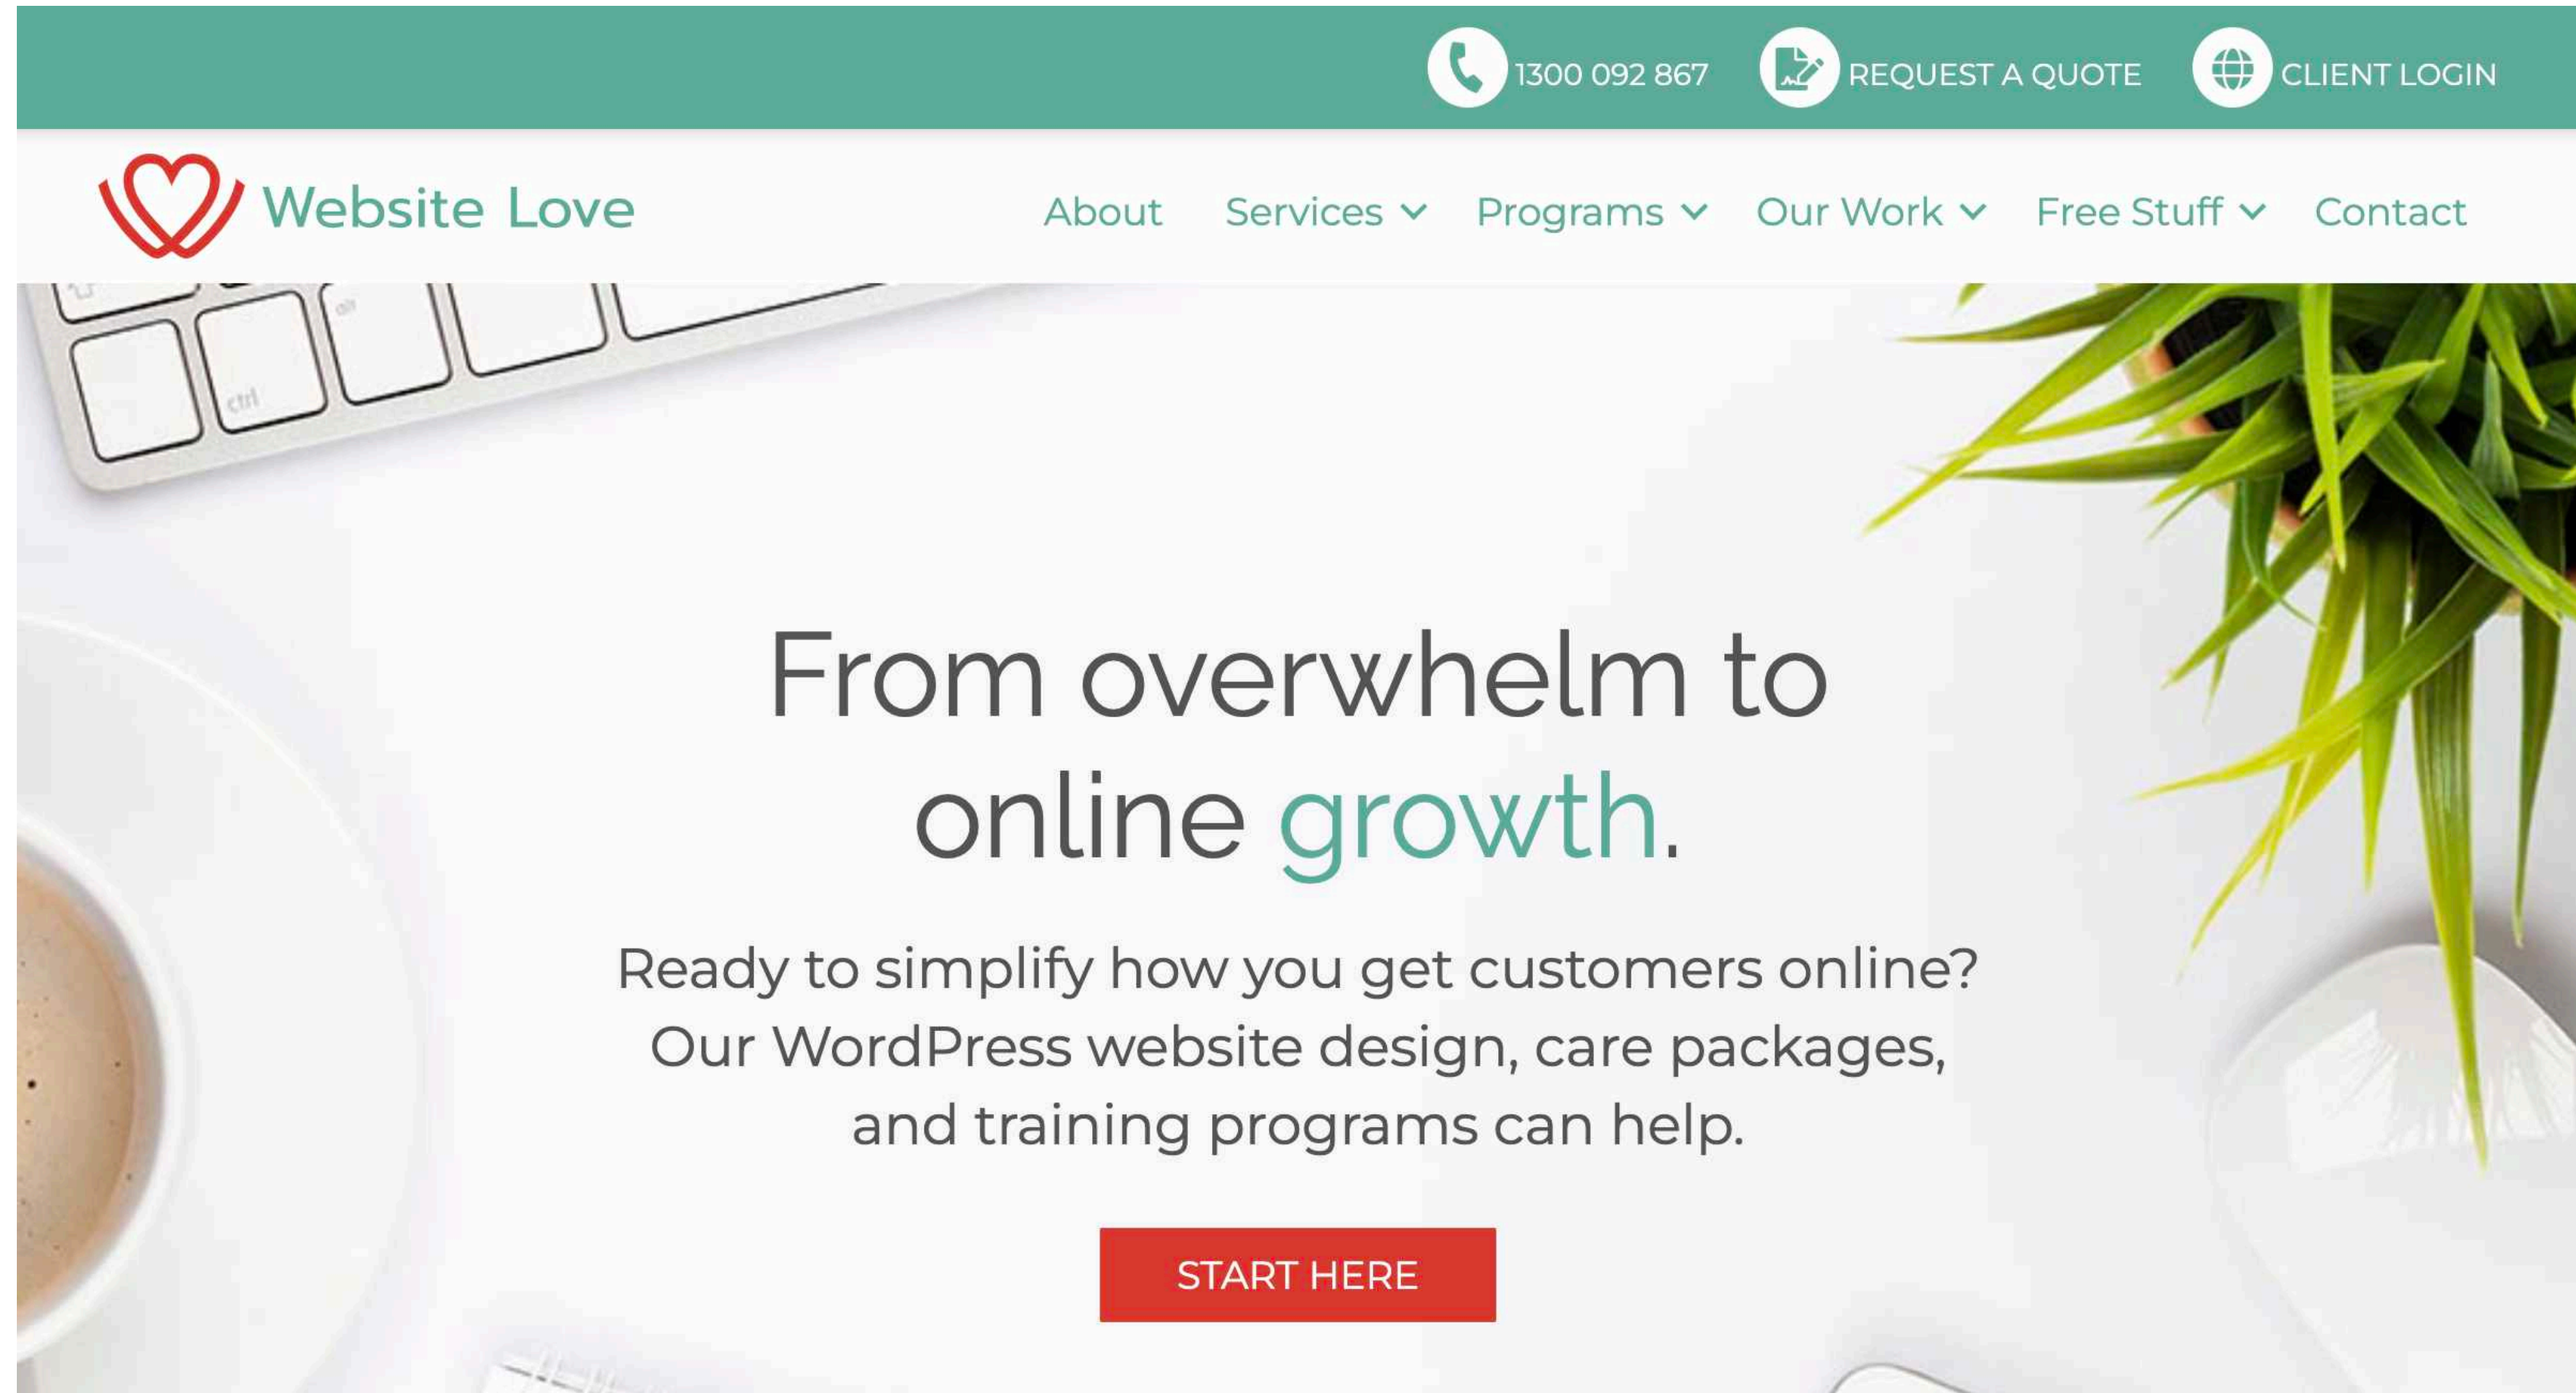 1300 092 867 REQUEST A QUOTE CLIENT LOGIN
Website Love
About Services Programs Our Work Free Stuff Contact
alt
ctrl
From overwhelm to
online growth.
Ready to simplify how you get customers online?
Our WordPress website design, care packages,
and training programs can help.
START HERE